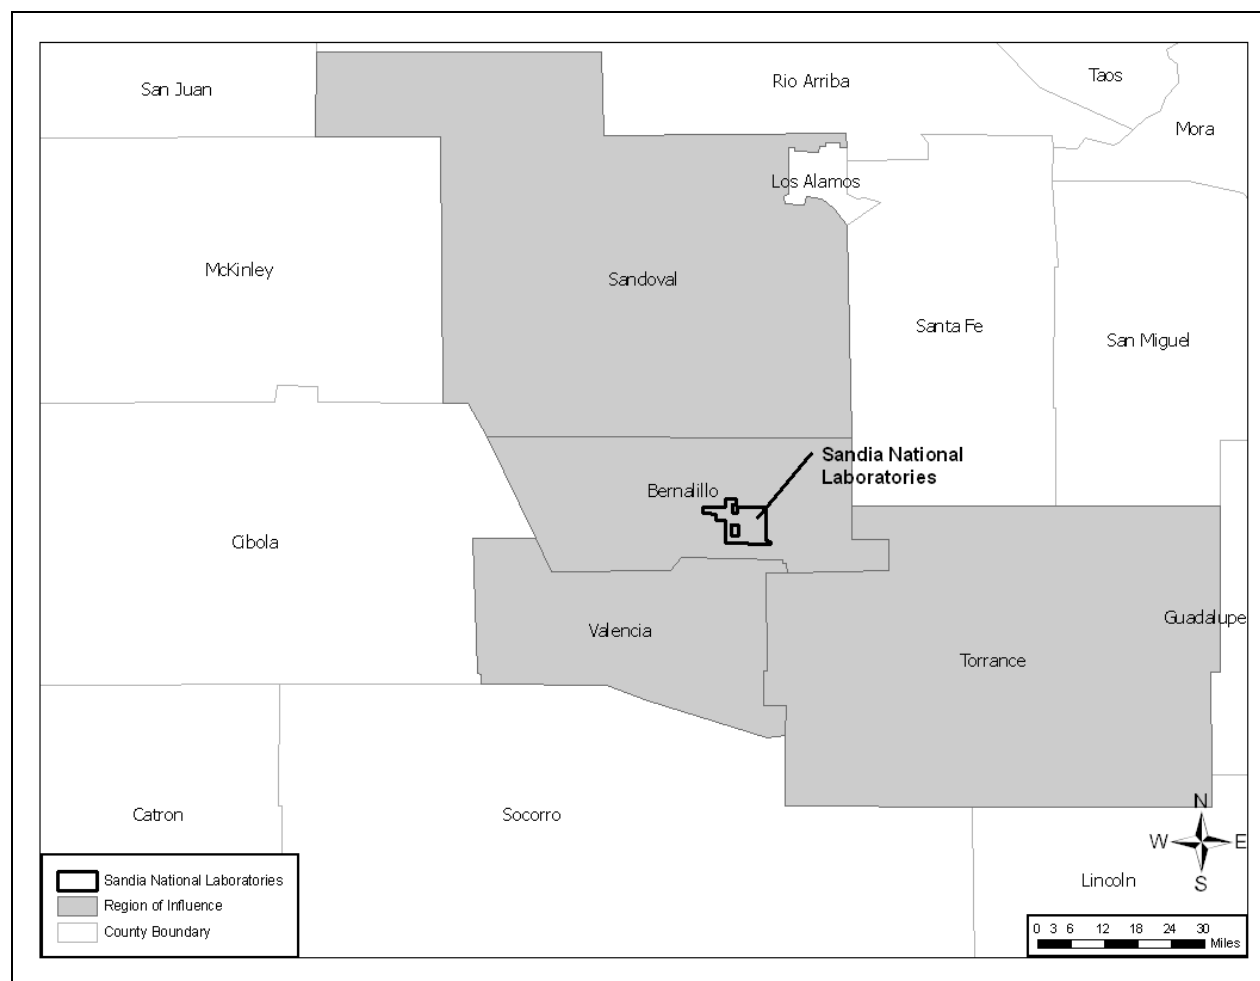 San Juan
Rio Arriba
Taos
Mora
Los Alamos
McKinley
Sandoval
Santa Fe
San Miguel
Sandia National
Laboratories
Bernalillo
Cibola
Valencia
Guadalupe
Torrance
Catron
Socorro
Lincoln
N
W E
S
Sandia National Laboratories
Region of Influence
County Boundary
0 3 6 12 18 24 30
Miles